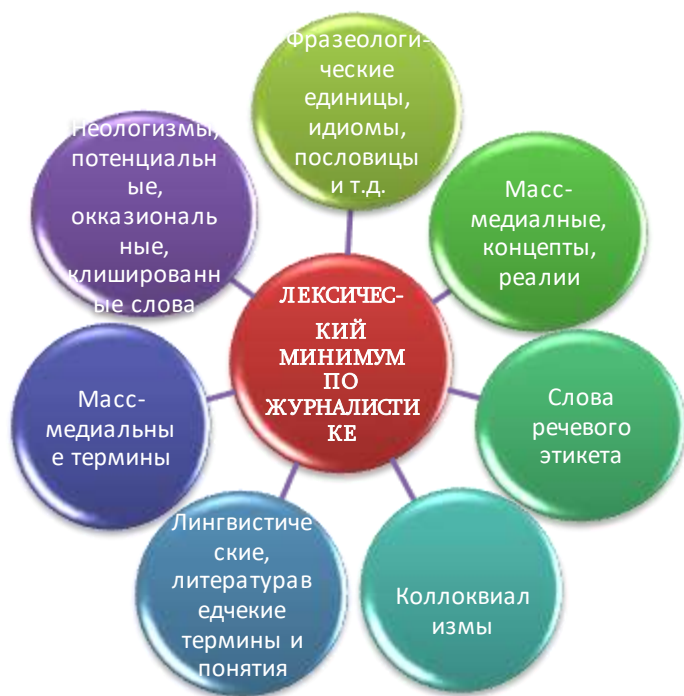 Фразеологи-
ческие
единицы,
идиомы,
пословицы
и т.д.
Масс-
медиалные,
концепты,
реалии
Слова
речевого
этикета
Коллоквиал
измы
Лингвистиче
ские,
литературав
едчекие
термины и
понятия
Масс-
медиальны
е термины
Неологизмы,
потенциальн
ые,
окказиональ
ные,
клишированн
ые слова
ЛЕКСИЧЕС-
КИЙ
МИНИМУМ
ПО
ЖУРНАЛИСТИ
КЕ